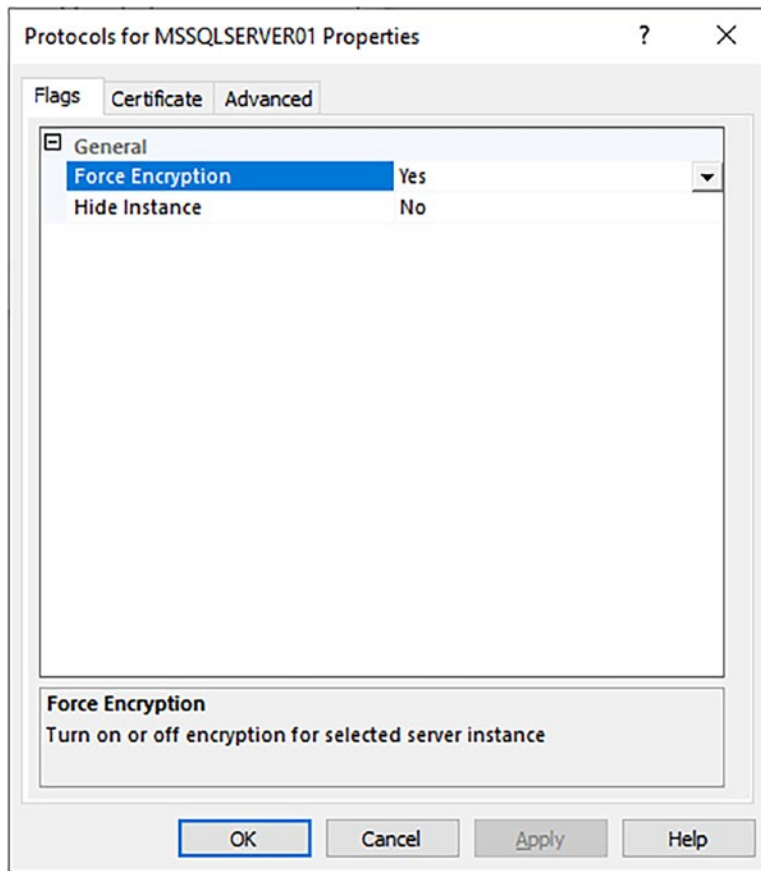 Protocols for MSSQLSERVER01 Properties ? ×
Flags Certificate Advanced
General
Force Encryption Yes
Hide Instance No
Force Encryption
Turn on or off encryption for selected server instance
OK Cancel Apply Help